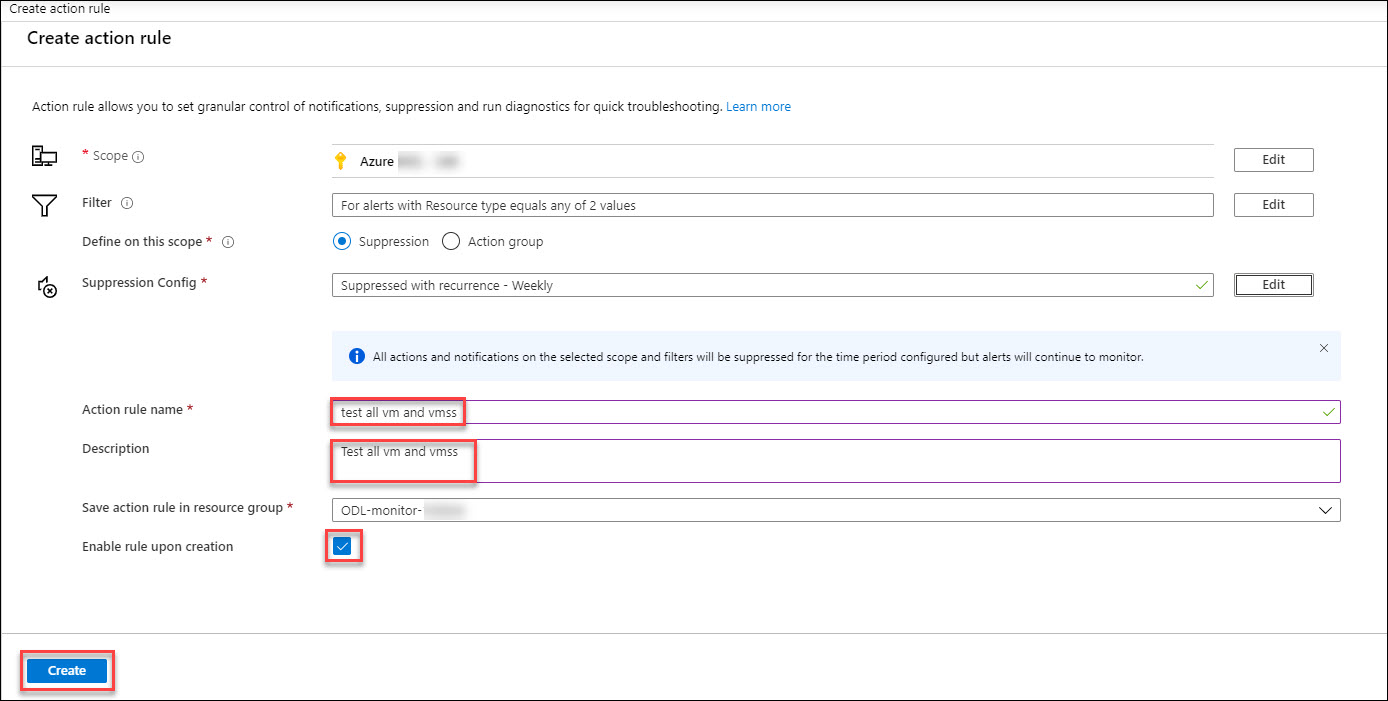 Create action rule
Create action rule
Action rule allows you to set granular control of notifications, suppression and run diagnostics for quick troubleshooting. Learn more
* Scope
Azure
Edit
Filter
For alerts with Resource type equals any of 2 values
Edit
Define on this scope *
Suppression
Action group
Suppression Config *
Suppressed with recurrence - Weekly
Edit
All actions and notifications on the selected scope and filters will be suppressed for the time period configured but alerts will continue to monitor.
Action rule name *
test all vm and vmss
Description
Test all vm and vmss
Save action rule in resource group *
ODL-monitor-
Enable rule upon creation
Create